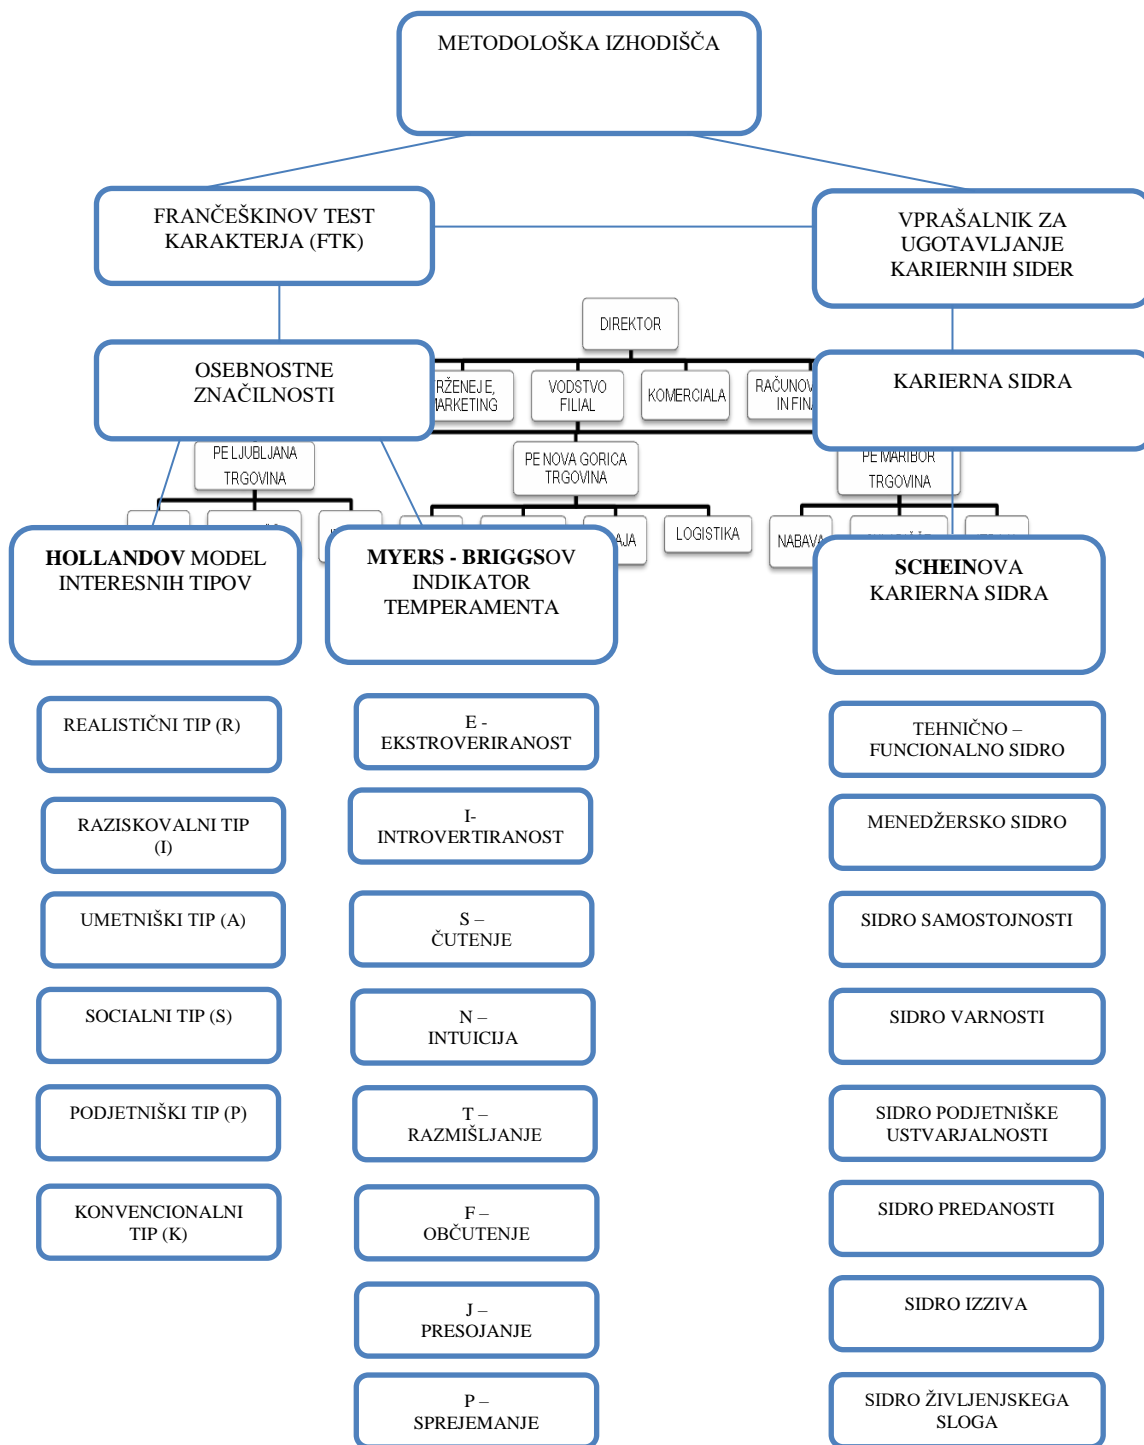 METODOLOŠKA IZHODIŠČA
FRANČEŠKINOV TEST
KARAKTERJA (FTK)
VPRAŠALNIK ZA
UGOTAVLJANJE
KARIERNIH SIDER
DIREKTOR
OSEBNOSTNE
ZNAČILNOSTI
VODSTVO
FILIAL
KOMERCIALA
IN
KARIERNA SIDRA
PE LJUBLJANA
TRGOVINA
PE NOVA GORICA
TRGOVINA
PE MARIBOR
TRGOVINA
LOGISTIKA
NABAVA
HOLLANDOV MODEL
INTERESNIH TIPOV
MYERS - BRIGGSOV
INDIKATOR
TEMPERAMENTA
SCHEINOVA
KARIERNA SIDRA
REALISTIČNI TIP (R)
RAZISKOVALNI TIP
(I)
UMETNIŠKI TIP (A)
SOCIALNI TIP (S)
PODJETNIŠKI TIP (P)
KONVENCIONALNI
TIP (K)
E -
EKSTROVERIRANOST
I-
INTROVERTIRANOST
S –
ČUTENJE
N –
INTUICIJA
T –
RAZMIŠLJANJE
F –
OBČUTENJE
J –
PRESOJANJE
P –
SPREJEMANJE
TEHNIČNO –
FUNCIONALNO SIDRO
MENEDŽERSKO SIDRO
SIDRO SAMOSTOJNOSTI
SIDRO VARNOSTI
SIDRO PODJETNIŠKE
USTVARJALNOSTI
SIDRO PREDANOSTI
SIDRO IZZIVA
SIDRO ŽIVLJENJSKEGA
SLOGA